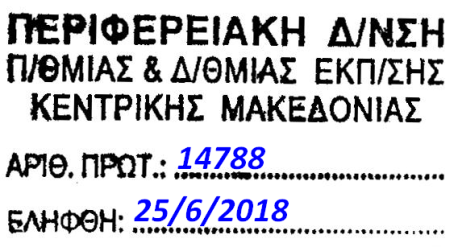 ΠΕΡΙΦΕΡΕΙΑΚΗ Δ/ΝΣΗ
Π/ΘΜΙΑΣ & Δ/ΘΜΙΑΣ ΕΚΠ/ΣΗΣ
ΚΕΝΤΡΙΚΗΣ ΜΑΚΕΔΟΝΙΑΣ
ΑΡΙΘ. ΠΡΩΤ.: 14788
ΕΛΗΦΘΗ: 25/6/2018